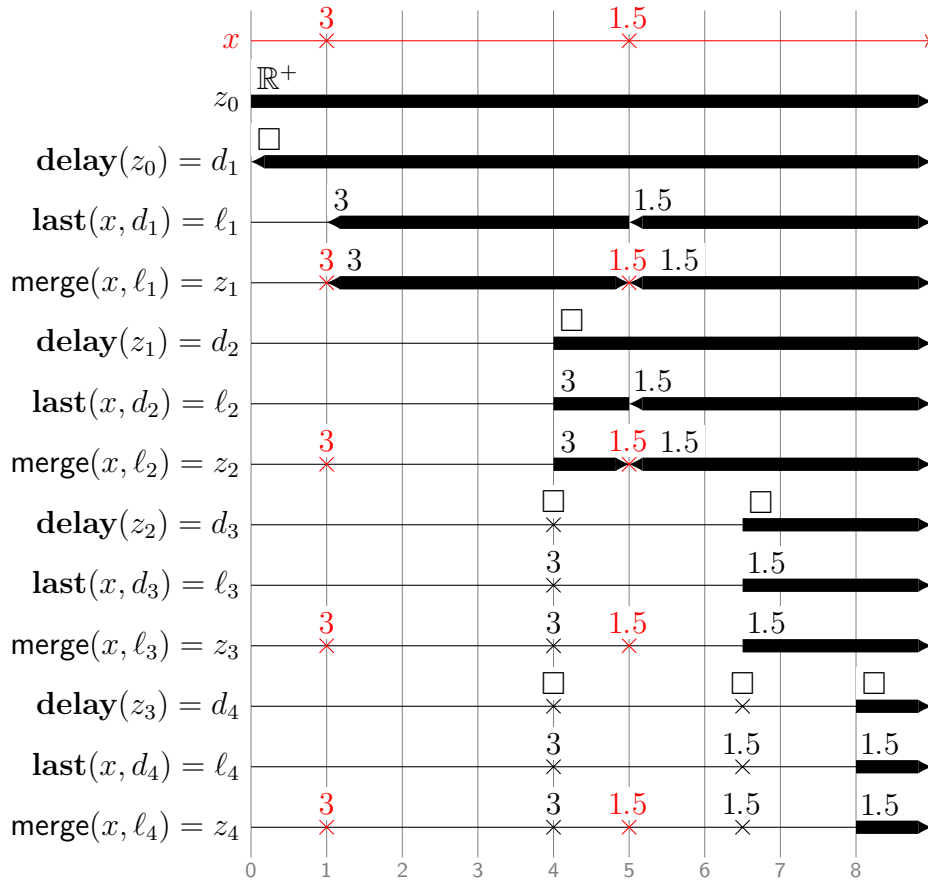 3 1.5
x
ℝ⁺
z₀
□
delay(z₀) = d₁
3 1.5
last(x, d₁) = ℓ₁
3 3 1.5 1.5
merge(x, ℓ₁) = z₁
□
delay(z₁) = d₂
3 1.5
last(x, d₂) = ℓ₂
3 3 1.5 1.5
merge(x, ℓ₂) = z₂
□ □
delay(z₂) = d₃
3 1.5
last(x, d₃) = ℓ₃
3 3 1.5 1.5
merge(x, ℓ₃) = z₃
□ □ □
delay(z₃) = d₄
3 1.5 1.5
last(x, d₄) = ℓ₄
3 3 1.5 1.5 1.5
merge(x, ℓ₄) = z₄
0 1 2 3 4 5 6 7 8